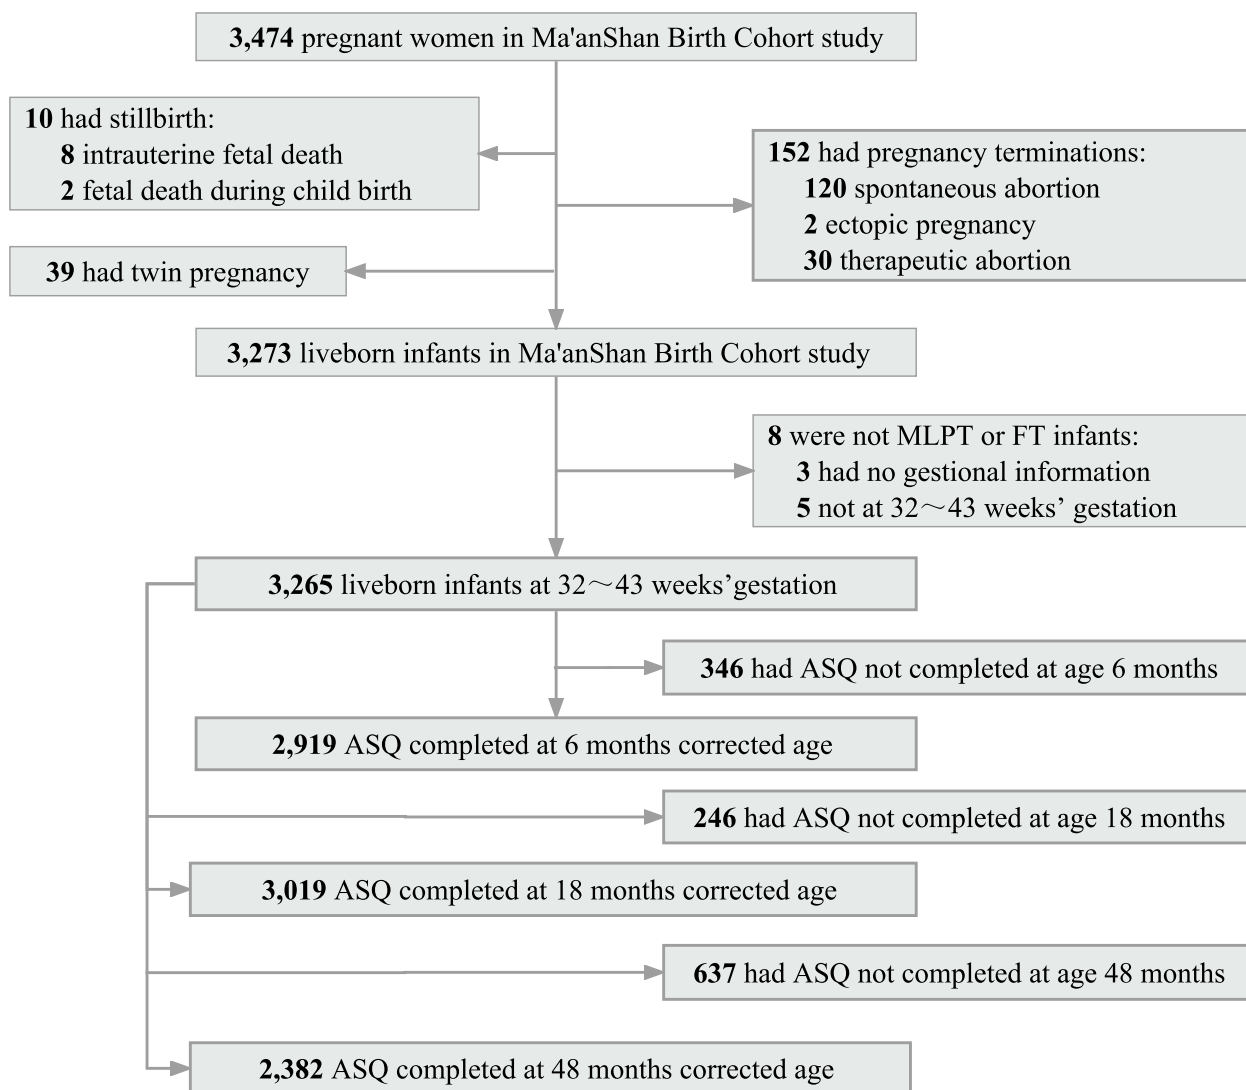 3,474 pregnant women in Ma'anShan Birth Cohort study
10 had stillbirth:
8 intrauterine fetal death
2 fetal death during child birth
152 had pregnancy terminations:
120 spontaneous abortion
2 ectopic pregnancy
30 therapeutic abortion
39 had twin pregnancy
3,273 liveborn infants in Ma'anShan Birth Cohort study
8 were not MLPT or FT infants:
3 had no gestional information
5 not at 32～43 weeks’ gestation
3,265 liveborn infants at 32～43 weeks’gestation
346 had ASQ not completed at age 6 months
2,919 ASQ completed at 6 months corrected age
246 had ASQ not completed at age 18 months
3,019 ASQ completed at 18 months corrected age
637 had ASQ not completed at age 48 months
2,382 ASQ completed at 48 months corrected age